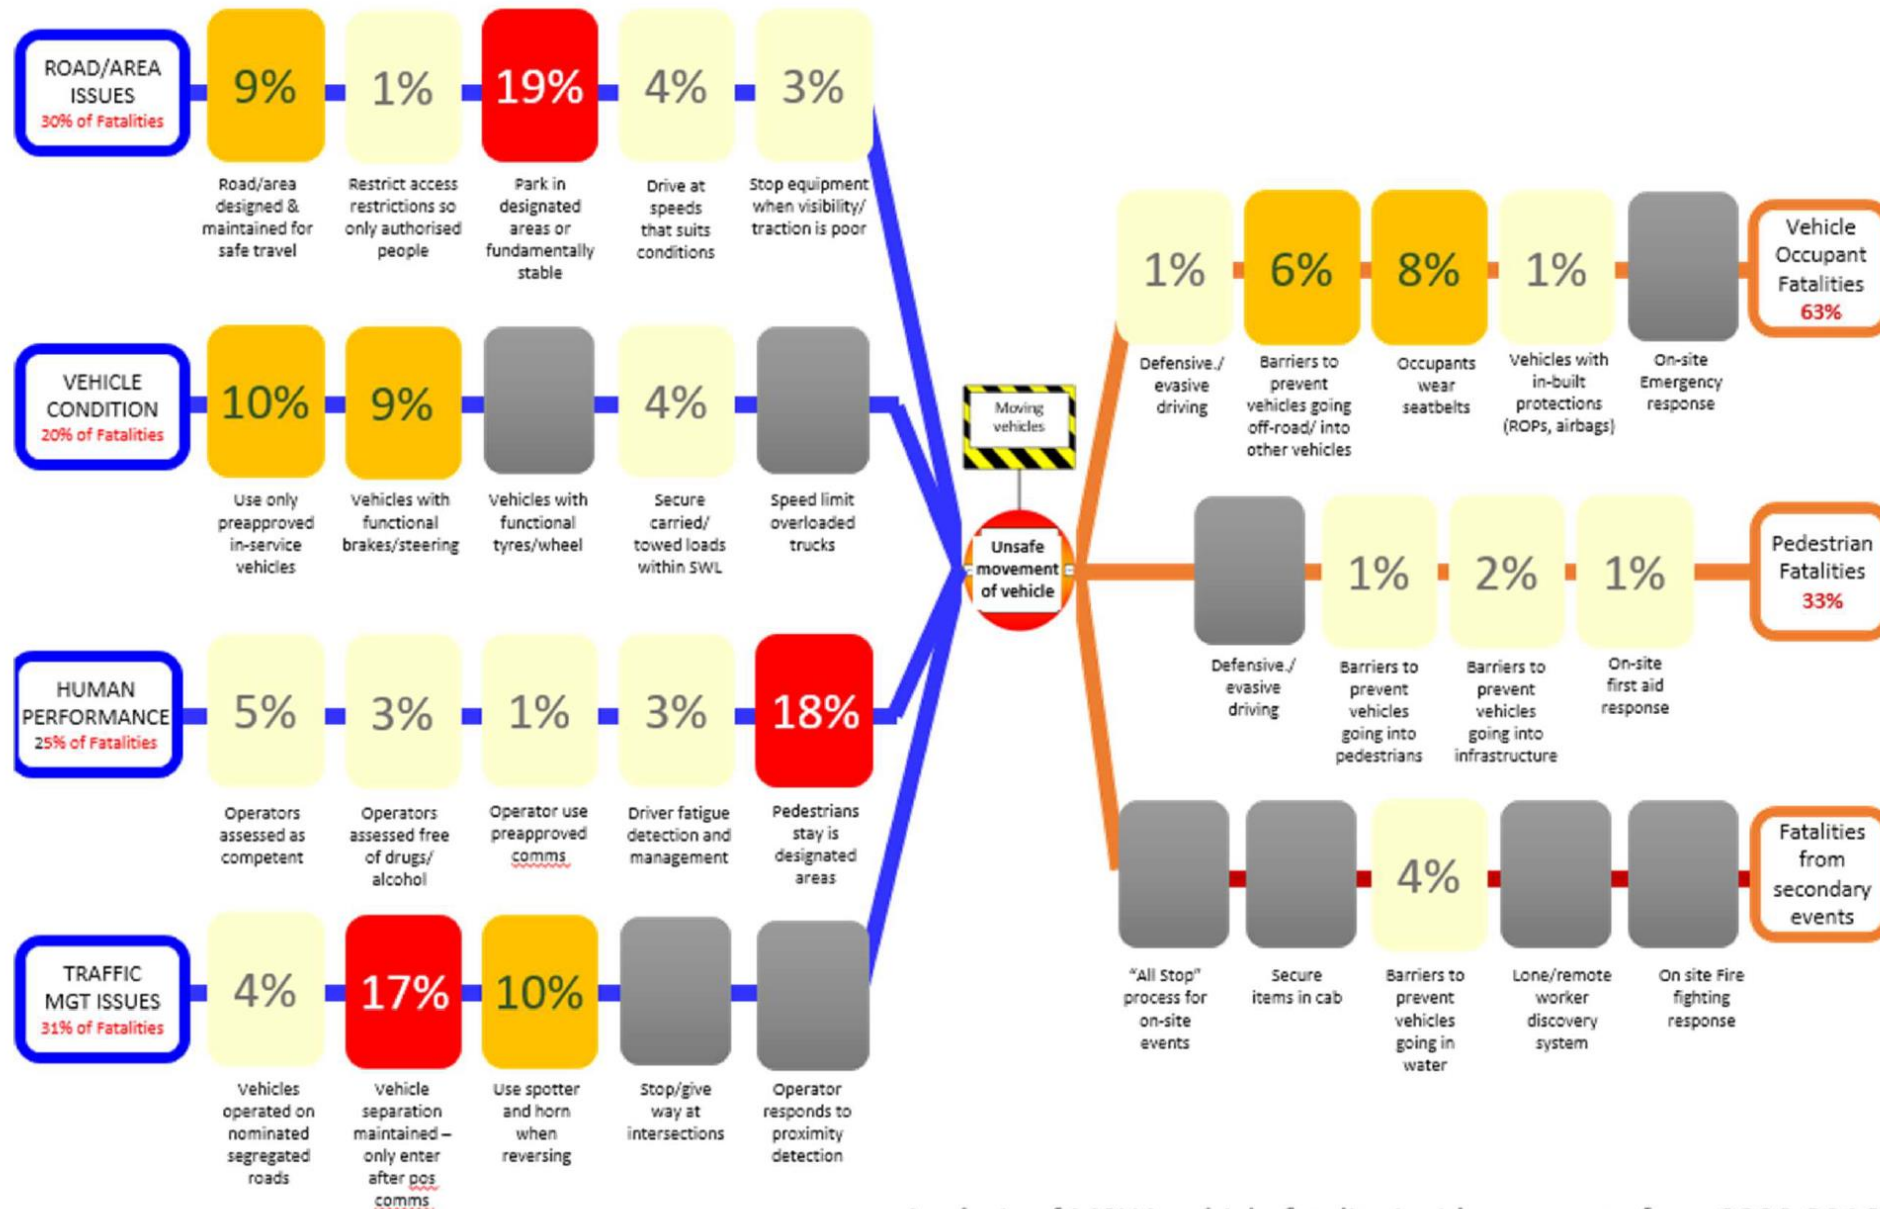 ROAD/AREA
ISSUES
30% of Fatalities
9%
1%
19%
4%
3%
Road/area
designed &
maintained for
safe travel
Restrict access
restrictions so
only authorised
people
Park in
designated
areas or
fundamentally
stable
Drive at
speeds
that suits
conditions
Stop equipment
when visibility/
traction is poor
VEHICLE
CONDITION
20% of Fatalities
10%
9%
4%
Use only
preapproved
in-service
vehicles
Vehicles with
functional
brakes/steering
Vehicles with
functional
tyres/wheel
Secure
carried/
towed loads
within SWL
Speed limit
overloaded
trucks
HUMAN
PERFORMANCE
25% of Fatalities
5%
3%
1%
3%
18%
Operators
assessed as
competent
Operators
assessed free
of drugs/
alcohol
Operator use
preapproved
comms
Driver fatigue
detection and
management
Pedestrians
stay is
designated
areas
TRAFFIC
MGT ISSUES
31% of Fatalities
4%
17%
10%
Vehicles
operated on
nominated
segregated
roads
Vehicle
separation
maintained –
only enter
after pos
comms
Use spotter
and horn
when
reversing
Stop/give
way at
intersections
Operator
responds to
proximity
detection
Moving
vehicles
Unsafe
movement
of vehicle
1%
6%
8%
1%
Vehicle
Occupant
Fatalities
63%
Defensive./
evasive
driving
Barriers to
prevent
vehicles going
off-road/ into
other vehicles
Occupants
wear
seatbelts
Vehicles with
in-built
protections
(ROPs, airbags)
On-site
Emergency
response
1%
2%
1%
Pedestrian
Fatalities
33%
Defensive./
evasive
driving
Barriers to
prevent
vehicles
going into
pedestrians
Barriers to
prevent
vehicles
going into
infrastructure
On-site
first aid
response
4%
Fatalities
from
secondary
events
"All Stop"
process for
on-site
events
Secure
items in cab
Barriers to
prevent
vehicles
going in
water
Lone/remote
worker
discovery
system
On site Fire
fighting
response